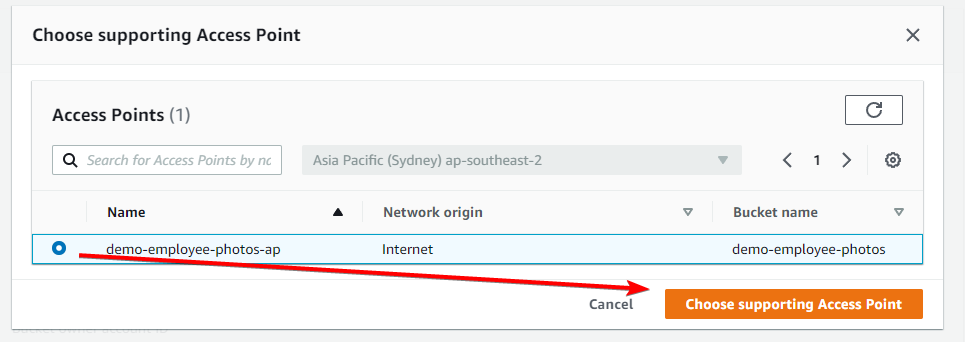 Choose supporting Access Point
Access Points (1)
Search for Access Points by nc
Asia Pacific (Sydney) ap-southeast-2
1
Name Network origin Bucket name
demo-employee-photos-ap Internet demo-employee-photos
Cancel Choose supporting Access Point